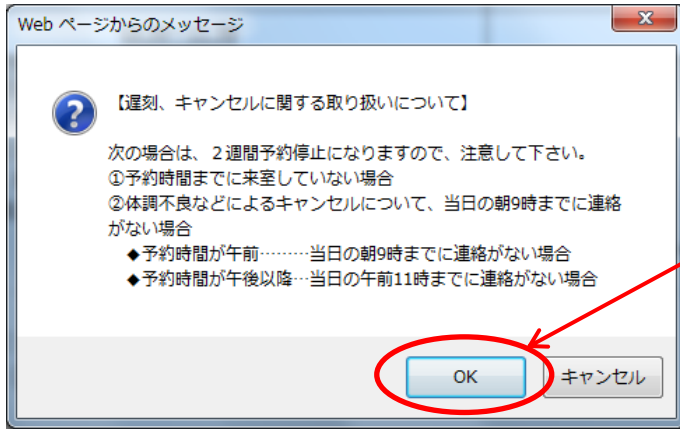 Web ページからのメッセージ
【遅刻、キャンセルに関する取り扱いについて】
次の場合は、２週間予約停止になりますので、注意して下さい。
①予約時間までに来室していない場合
②体調不良などによるキャンセルについて、当日の朝9時までに連絡
がない場合
◆予約時間が午前………当日の朝9時までに連絡がない場合
◆予約時間が午後以降…当日の午前11時までに連絡がない場合
OK
キャンセル